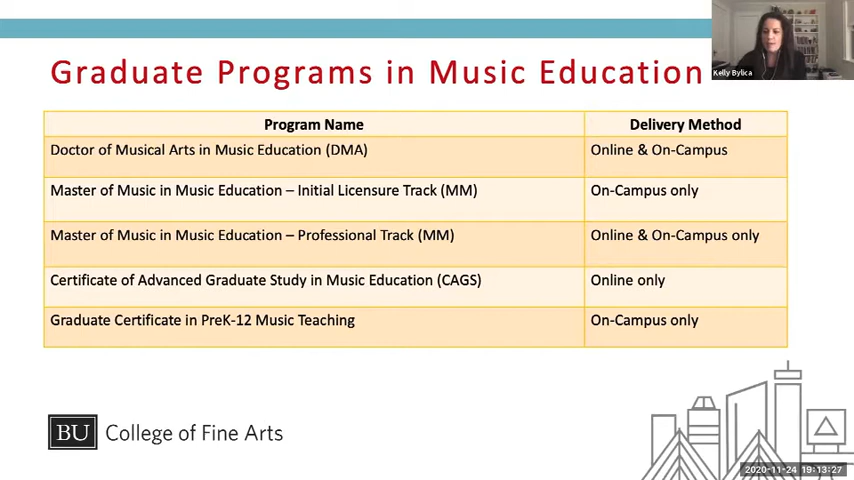 Graduate Programs in Music Education
Kelly Bylica
Program Name Delivery Method
Doctor of Musical Arts in Music Education (DMA) Online & On-Campus
Master of Music in Music Education – Initial Licensure Track (MM) On-Campus only
Master of Music in Music Education – Professional Track (MM) Online & On-Campus only
Certificate of Advanced Graduate Study in Music Education (CAGS) Online only
Graduate Certificate in PreK-12 Music Teaching On-Campus only
BU College of Fine Arts
2020-11-24 19:13:27